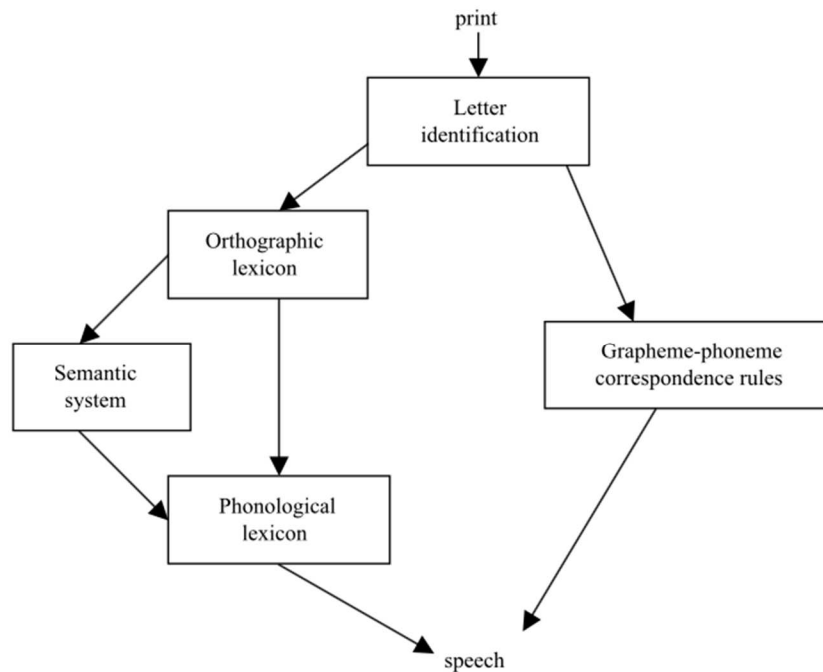 print
Letter
identification
Orthographic
lexicon
Semantic
system
Grapheme-phoneme
correspondence rules
Phonological
lexicon
speech